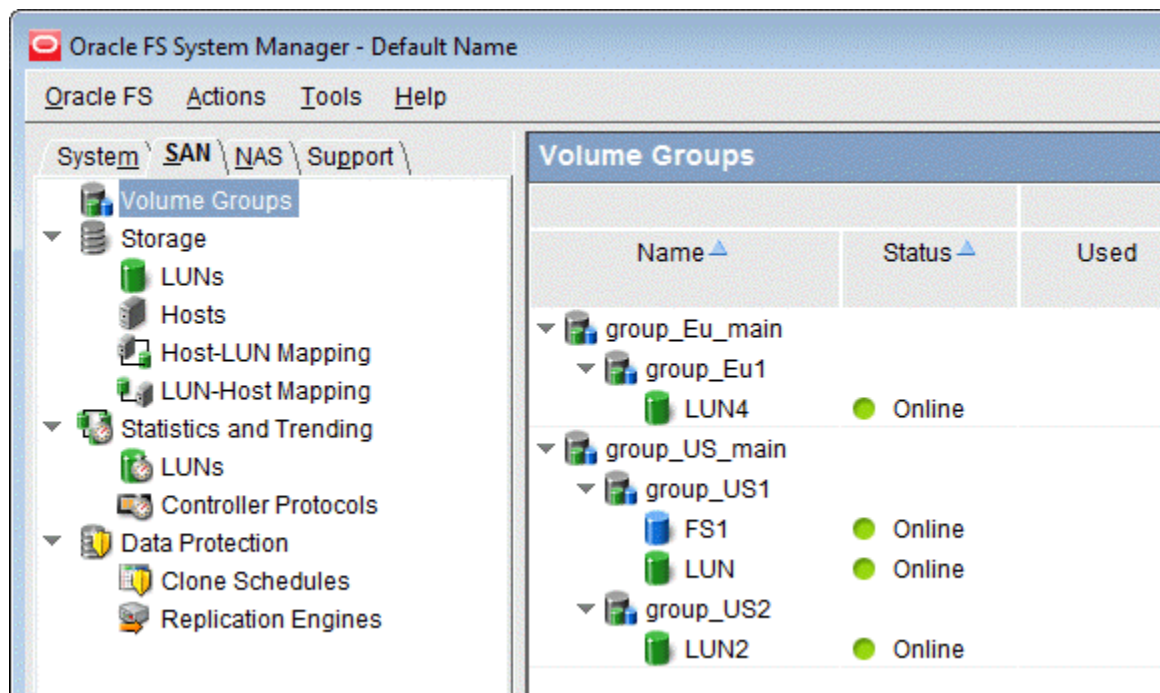 Oracle FS System Manager - Default Name
Oracle FS Actions Tools Help
System SAN NAS Support
Volume Groups
Storage
LUNs
Hosts
Host-LUN Mapping
LUN-Host Mapping
Statistics and Trending
LUNs
Controller Protocols
Data Protection
Clone Schedules
Replication Engines
Volume Groups
Name Status Used
group_Eu_main
group_Eu1
LUN4 Online
group_US_main
group_US1
FS1 Online
LUN Online
group_US2
LUN2 Online